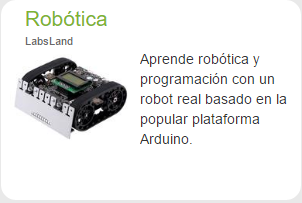 Robótica
LabsLand
Aprende robótica y
programación con un
robot real basado en la
popular plataforma
Arduino.